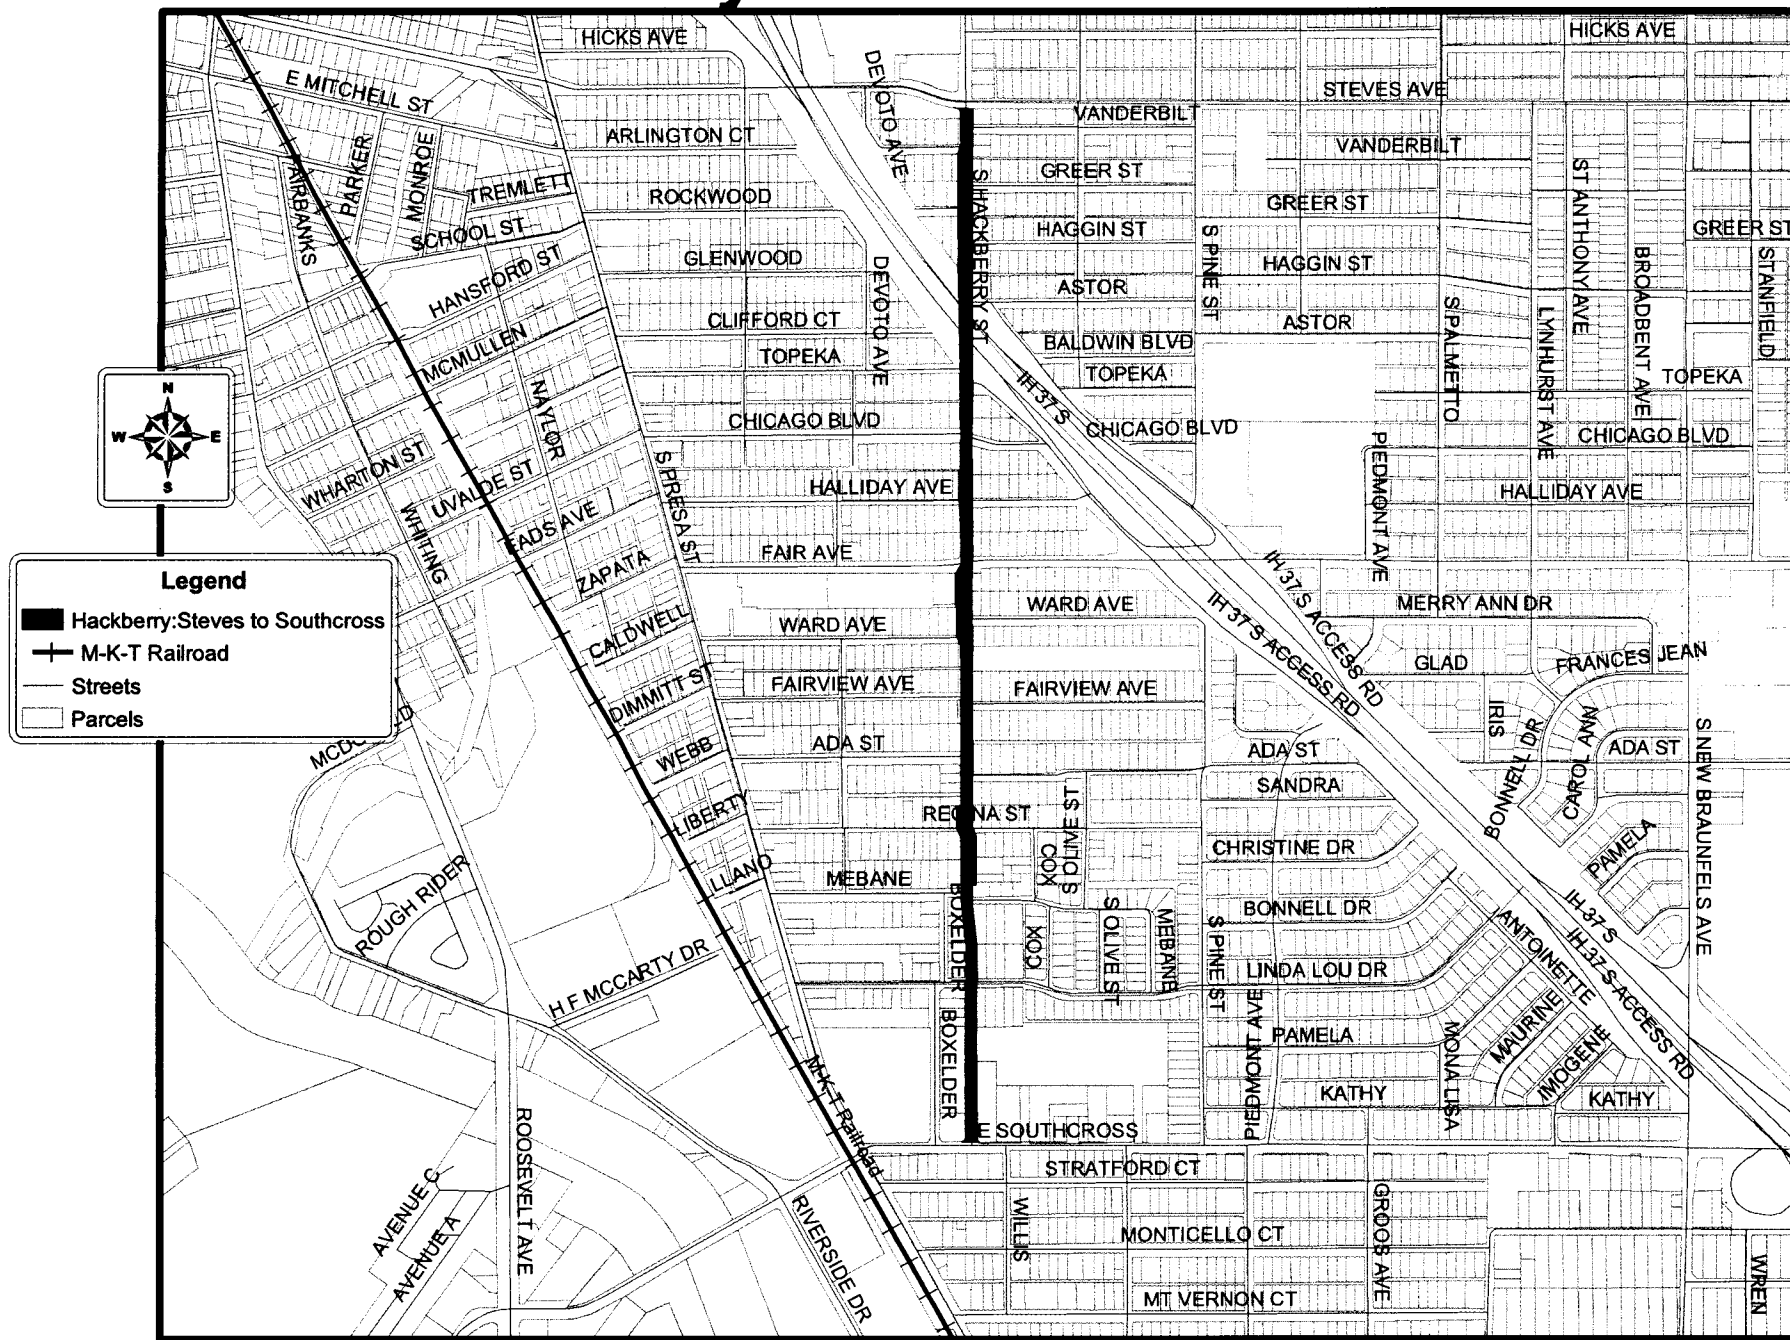 HICKS AVE
HICKS AVE
E MITCHELL ST
DEVOTO AVE
STEVES AVE
VANDERBILT
ARLINGTON CT
VANDERBILT
PARKER
MONROE
FAIRBANKS
TREMLETT
ROCKWOOD
GREER ST
ST ANTHONY AVE
GREER ST
SCHOOL ST
S HACKBERRY ST
HAGGIN ST
GREER ST
HANSFORD ST
GLENWOOD
DEVOTO AVE
S PINE ST
HAGGIN ST
BROADBENT AVE
STANFIELD
ASTOR
CLIFFORD CT
ASTOR
S PALMETTO
LYNHURST AVE
MCMULLEN
TOPEKA
BALDWIN BLVD
TOPEKA
TOPEKA
N
W
E
S
NAYLOR
IH 37 S
CHICAGO BLVD
CHICAGO BLVD
CHICAGO BLVD
WHARTON ST
UVALDE ST
S PRESA ST
PIEDMONT AVE
HALLIDAY AVE
HALLIDAY AVE
WHITING
EADS AVE
FAIR AVE
ZAPATA
IH 37 S ACCESS RD
IH 37 S ACCESS RD
Legend
Hackberry:Steves to Southcross
M-K-T Railroad
Streets
Parcels
WARD AVE
WARD AVE
MERRY ANN DR
CALDWELL
GLAD
FRANCES JEAN
DIMMITT ST
FAIRVIEW AVE
FAIRVIEW AVE
IRIS
BONNELL DR
CAROL ANN
WEBB
ADA ST
ADA ST
ADA ST
S NEW BRAUNFELS AVE
SANDRA
LIBERTY
REGINA ST
S OLIVE ST
COX
CHRISTINE DR
PAMELA
LLANO
MEBANE
BOXELDER
ROUGH RIDER
BONNELL DR
S OLIVE ST
MEBANE
S PINE ST
COX
ANTOINETTE
IH 37 S
IH 37 S ACCESS RD
H F MCCARTY DR
LINDA LOU DR
BOXELDER
PIEDMONT AVE
PAMELA
MONA LISA
MAURINE
IMOGENE
M-K-T Railroad
KATHY
KATHY
ROOSEVELT AVE
E SOUTHCROSS
STRATFORD CT
AVENUE C
AVENUE A
RIVERSIDE DR
WILLIS
MONTICELLO CT
GROOS AVE
WREN
MT VERNON CT